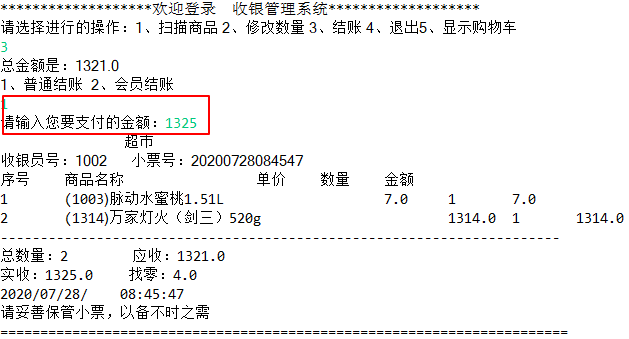 *******************欢迎登录  收银管理系统*******************
请选择进行的操作：1、扫描商品 2、修改数量 3、结账 4、退出5、显示购物车
3
总金额是：1321.0
1、普通结账 2、会员结账
1
请输入您要支付的金额：1325
超市
收银员号：1002 小票号：20200728084547
序号 商品名称 单价 数量 金额
1 (1003)脉动水蜜桃1.51L 7.0 1 7.0
2 (1314)万家灯火（剑三）520g 1314.0 1 1314.0
----------------------------------------------------------------------
总数量：2 应收：1321.0
实收：1325.0 找零：4.0
2020/07/28/ 08:45:47
请妥善保管小票，以备不时之需
=======================================================================